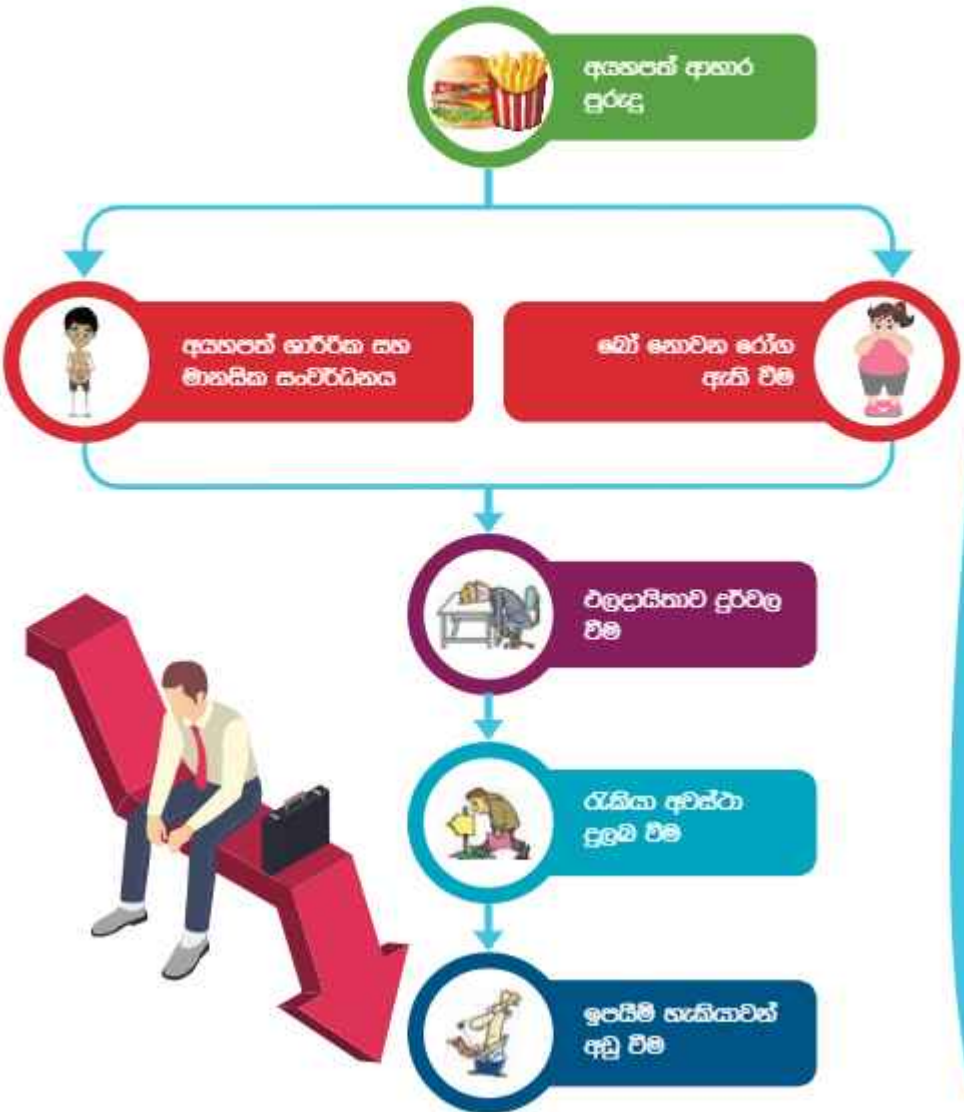 අයහපත් ආහාර
පුරුදු
අයහපත් ශාරීරික සහ
මානසික සංවර්ධනය
බෝ නොවන රෝග
ඇති වීම
ඵලදායිතාව දුර්වල
වීම
රැකියා අවස්ථා
දුලබ වීම
ඉපයීම් හැකියාවන්
අඩු වීම